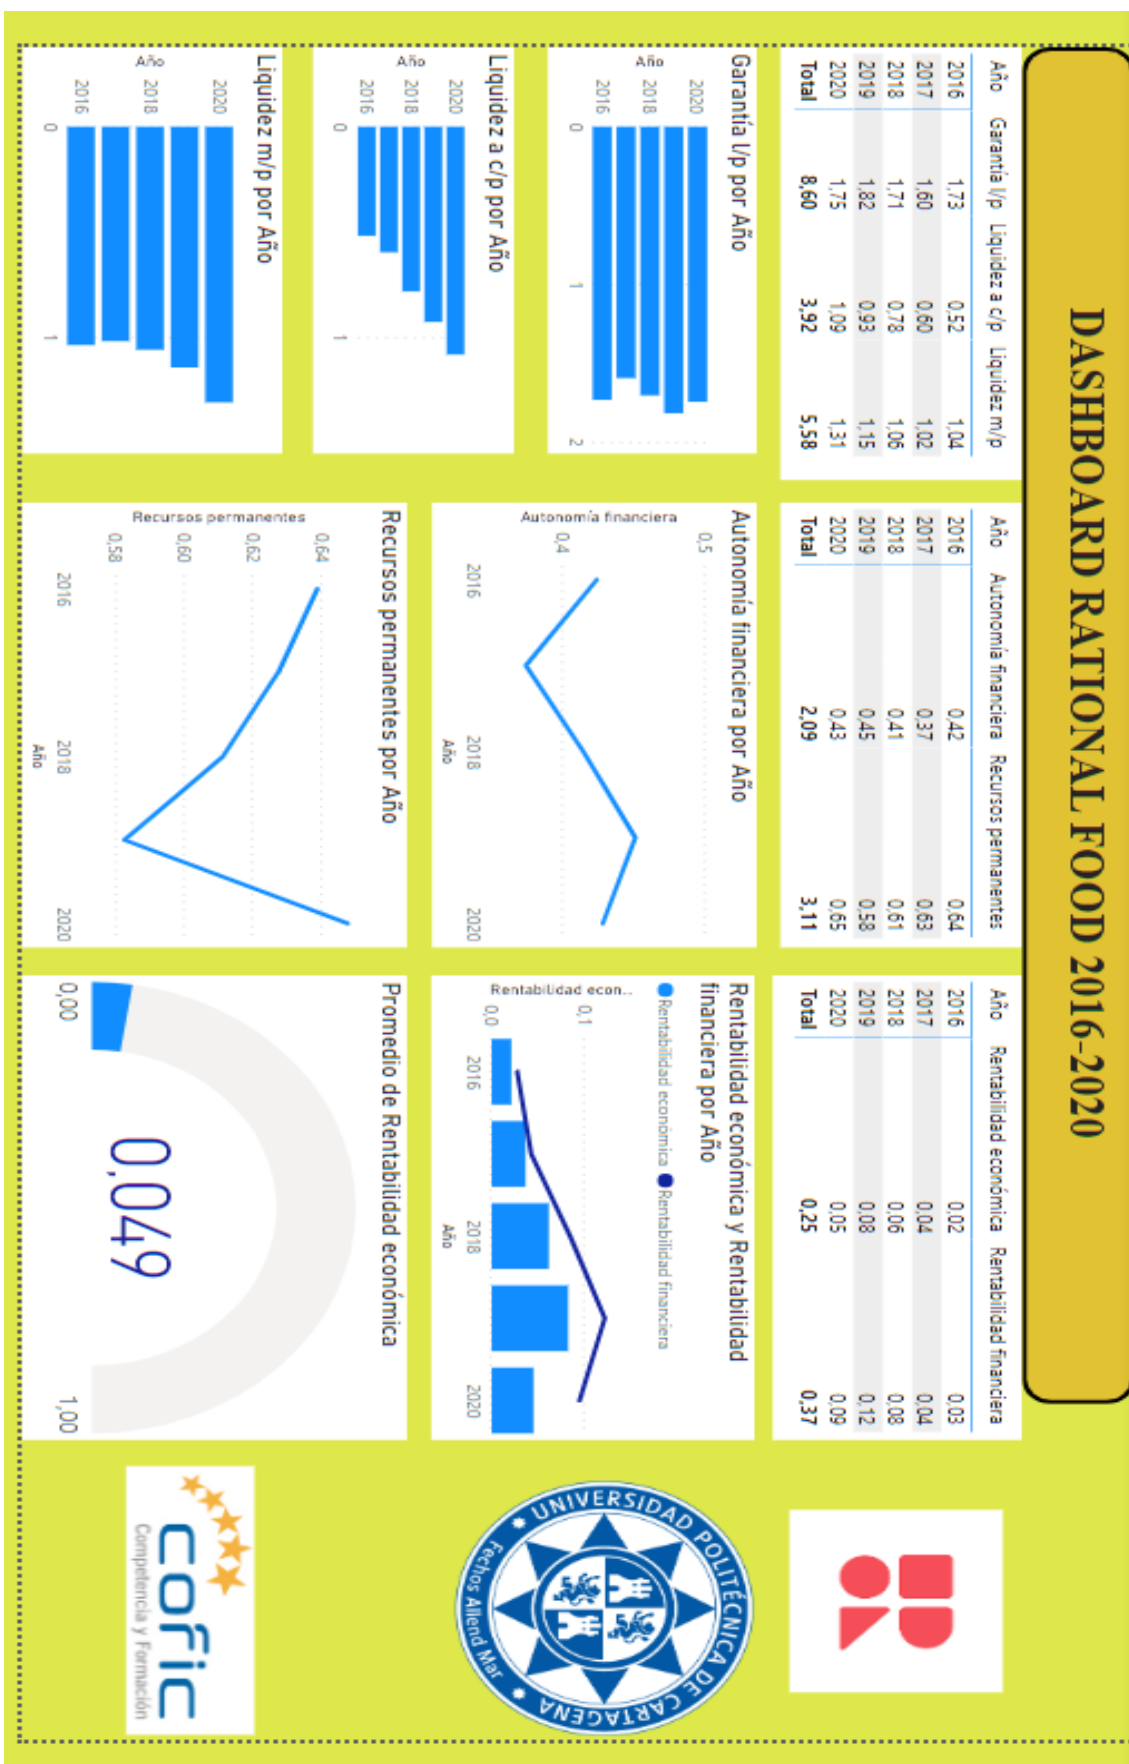 DASHBOARD RATIONAL FOOD 2016-2020
Año Garantía l/p Liquidez a c/p Liquidez m/p
2016 1,73 0,52 1,04
2017 1,60 0,60 1,02
2018 1,71 0,78 1,06
2019 1,82 0,93 1,15
2020 1,75 1,09 1,31
Total 8,60 3,92 5,58
Año Autonomía financiera Recursos permanentes
2016 0,42 0,64
2017 0,37 0,63
2018 0,41 0,61
2019 0,45 0,58
2020 0,43 0,65
Total 2,09 3,11
Año Rentabilidad económica Rentabilidad financiera
2016 0,02 0,03
2017 0,04 0,04
2018 0,06 0,08
2019 0,08 0,12
2020 0,05 0,09
Total 0,25 0,37
Garantía l/p por Año
Año
2020
2018
2016
0 1 2
Liquidez a c/p por Año
Año
2020
2018
2016
0 1
Liquidez m/p por Año
Año
2020
2018
2016
0 1
Autonomía financiera por Año
Autonomía financiera
0,5
0,4
2016 2018 2020
Año
Recursos permanentes por Año
Recursos permanentes
0,64
0,62
0,60
0,58
2016 2018 2020
Año
Rentabilidad económica y Rentabilidad
financiera por Año
Rentabilidad económica Rentabilidad financiera
Rentabilidad econ...
0,1
0,0
2016 2018 2020
Año
Promedio de Rentabilidad económica
0,049
0,00 1,00
UNIVERSIDAD POLITÉCNICA DE CARTAGENA
Fechos Allend Mar
cofic
Competencia y Formación